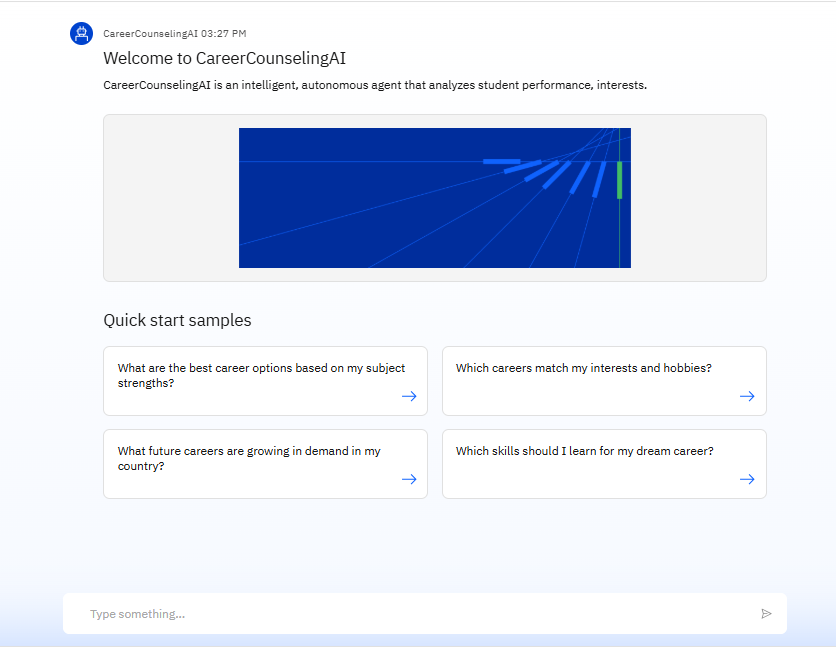 CareerCounselingAI 03:27 PM
Welcome to CareerCounselingAI
CareerCounselingAI is an intelligent, autonomous agent that analyzes student performance, interests.
Quick start samples
What are the best career options based on my subject
strengths?
Which careers match my interests and hobbies?
What future careers are growing in demand in my
country?
Which skills should I learn for my dream career?
Type something...